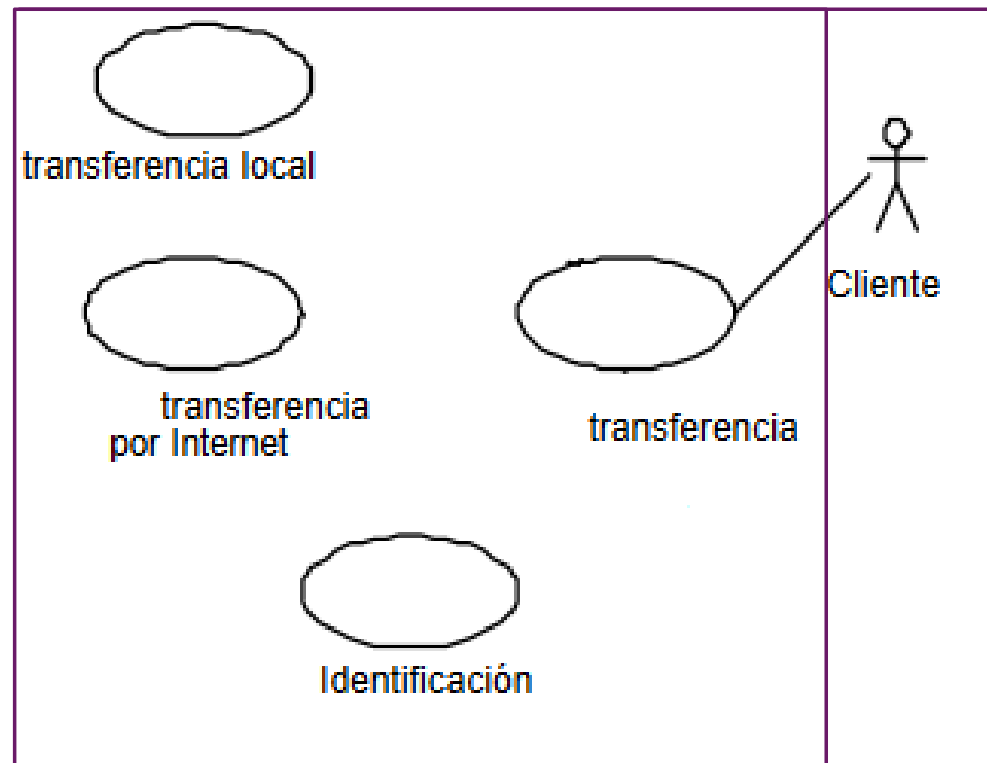 transferencia local
Cliente
transferencia
por Internet
transferencia
Identificación